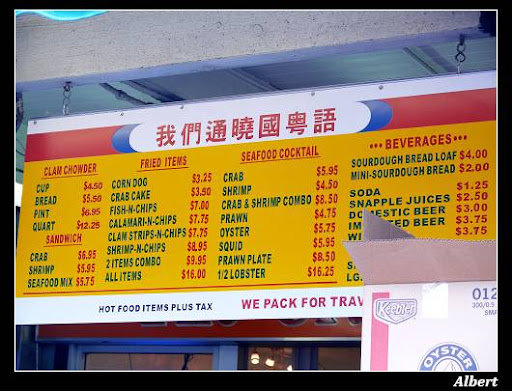 我們通曉國粵語
CLAM CHOWDER
CUP $4.50
BREAD $5.50
PINT $6.95
QUART $12.25
SANDWICH
CRAB $6.95
SHRIMP $5.95
SEAFOOD MIX $5.75
FRIED ITEMS
CORN DOG $3.25
CRAB CAKE $3.50
FISH-N-CHIPS $7.00
CALAMARI-N-CHIPS $7.75
CLAM STRIPS-N-CHIPS $7.75
SHRIMP-N-CHIPS $8.95
2 ITEMS COMBO $9.95
ALL ITEMS $16.00
SEAFOOD COCKTAIL
CRAB $5.95
SHRIMP $4.50
CRAB & SHRIMP COMBO $8.50
PRAWN $4.75
OYSTER $5.75
SQUID $5.95
PRAWN PLATE $8.50
1/2 LOBSTER $16.25
•••BEVERAGES•••
SOURDOUGH BREAD LOAF $4.00
MINI-SOURDOUGH BREAD $2.00
SODA $1.25
SNAPPLE JUICES $2.50
DOMESTIC BEER $3.00
IMPORTED BEER $3.75
WI $3.75
LG.
HOT FOOD ITEMS PLUS TAX
WE PACK FOR TRAV
Keebler
012
300/0.5
OYSTER
Albert